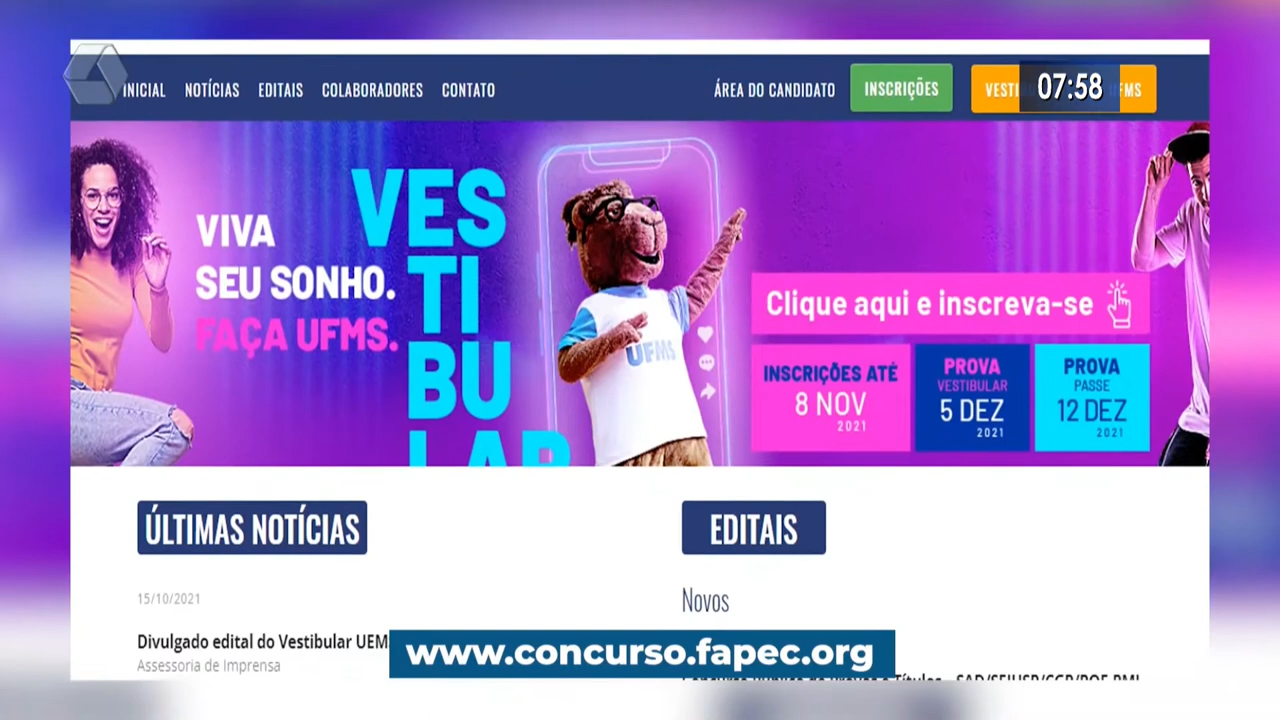 INICIAL NOTÍCIAS EDITAIS COLABORADORES CONTATO ÁREA DO CANDIDATO INSCRIÇÕES
07:58
VIVA
SEU SONHO.
FAÇA UFMS.
VES
TI
BU
LAR
UFMS
Clique aqui e inscreva-se
INSCRIÇÕES ATÉ
8 NOV
2021
PROVA
VESTIBULAR
5 DEZ
2021
PROVA
PASSE
12 DEZ
2021
ÚLTIMAS NOTÍCIAS
15/10/2021
Divulgado edital do Vestibular
Assessoria de Imprensa
EDITAIS
Novos
www.concurso.fapec.org